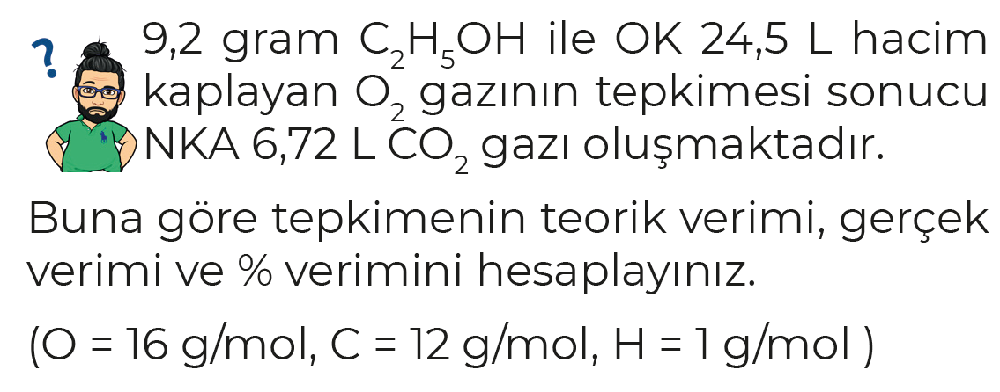 ?
9,2 gram C₂H₅OH ile OK 24,5 L hacim
kaplayan O₂ gazının tepkimesi sonucu
NKA 6,72 L CO₂ gazı oluşmaktadır.
Buna göre tepkimenin teorik verimi, gerçek
verimi ve % verimini hesaplayınız.
(O = 16 g/mol, C = 12 g/mol, H = 1 g/mol )